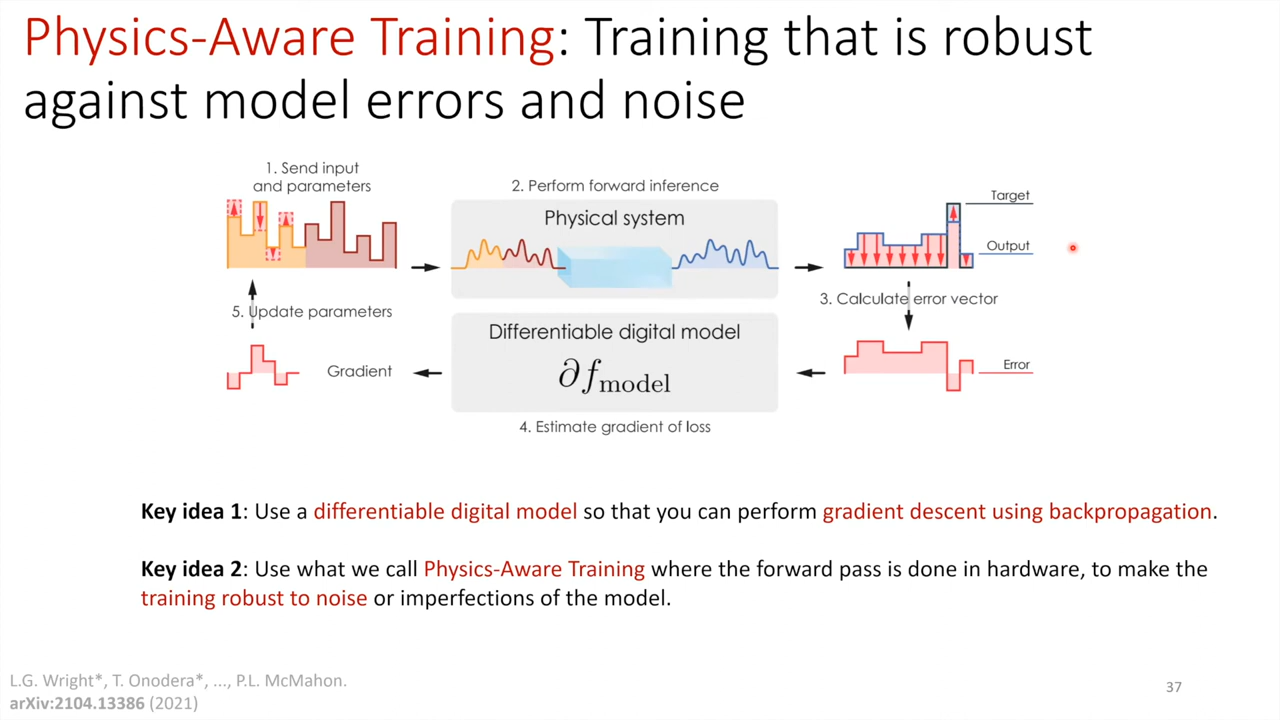 Physics-Aware Training: Training that is robust
against model errors and noise
1. Send input
and parameters
2. Perform forward inference
Physical system
Target
Output
3. Calculate error vector
5. Update parameters
Differentiable digital model
∂f_model
Gradient
Error
4. Estimate gradient of loss
Key idea 1: Use a differentiable digital model so that you can perform gradient descent using backpropagation.
Key idea 2: Use what we call Physics-Aware Training where the forward pass is done in hardware, to make the
training robust to noise or imperfections of the model.
L.G. Wright*, T. Onodera*, ..., P.L. McMahon.
arXiv:2104.13386 (2021)
37